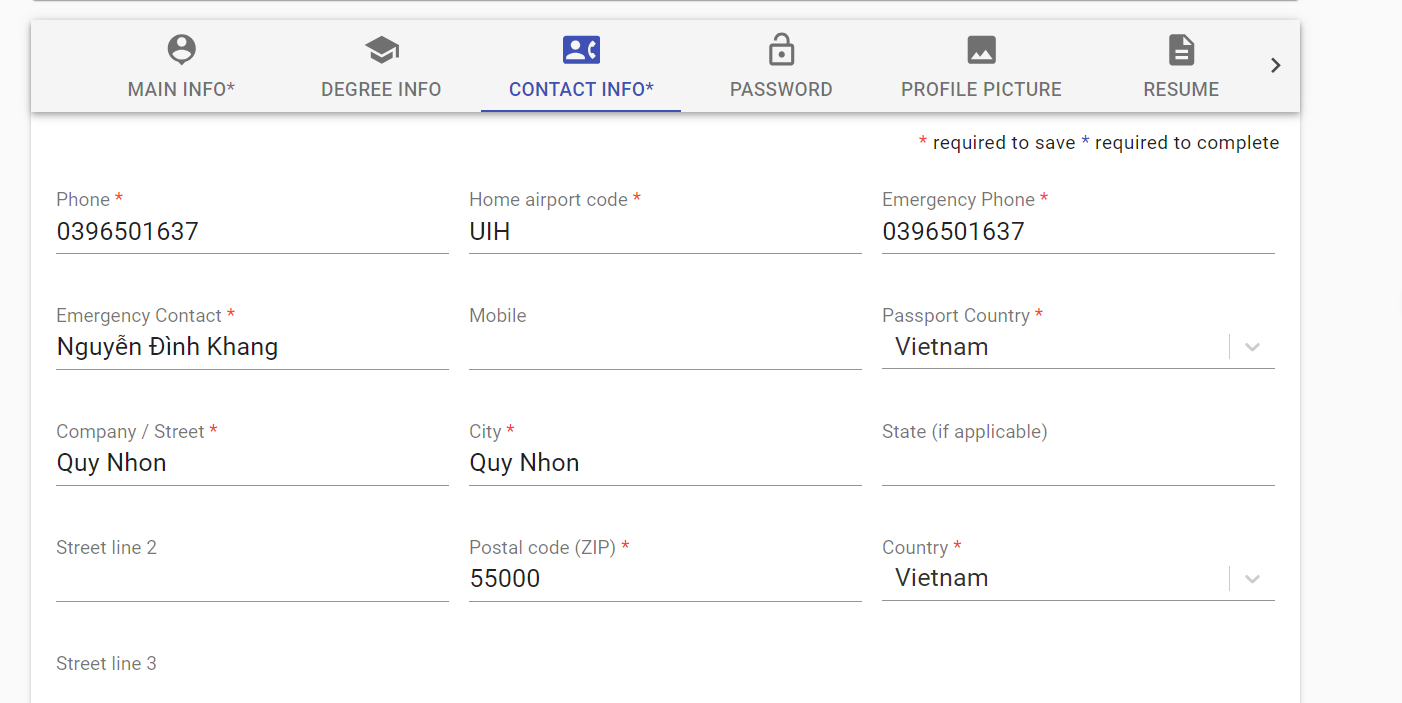 MAIN INFO* DEGREE INFO CONTACT INFO* PASSWORD PROFILE PICTURE RESUME
* required to save * required to complete
Phone * Home airport code * Emergency Phone *
0396501637 UIH 0396501637
Emergency Contact * Mobile Passport Country *
Nguyễn Đình Khang Vietnam
Company / Street * City * State (if applicable)
Quy Nhon Quy Nhon
Street line 2 Postal code (ZIP) * Country *
55000 Vietnam
Street line 3